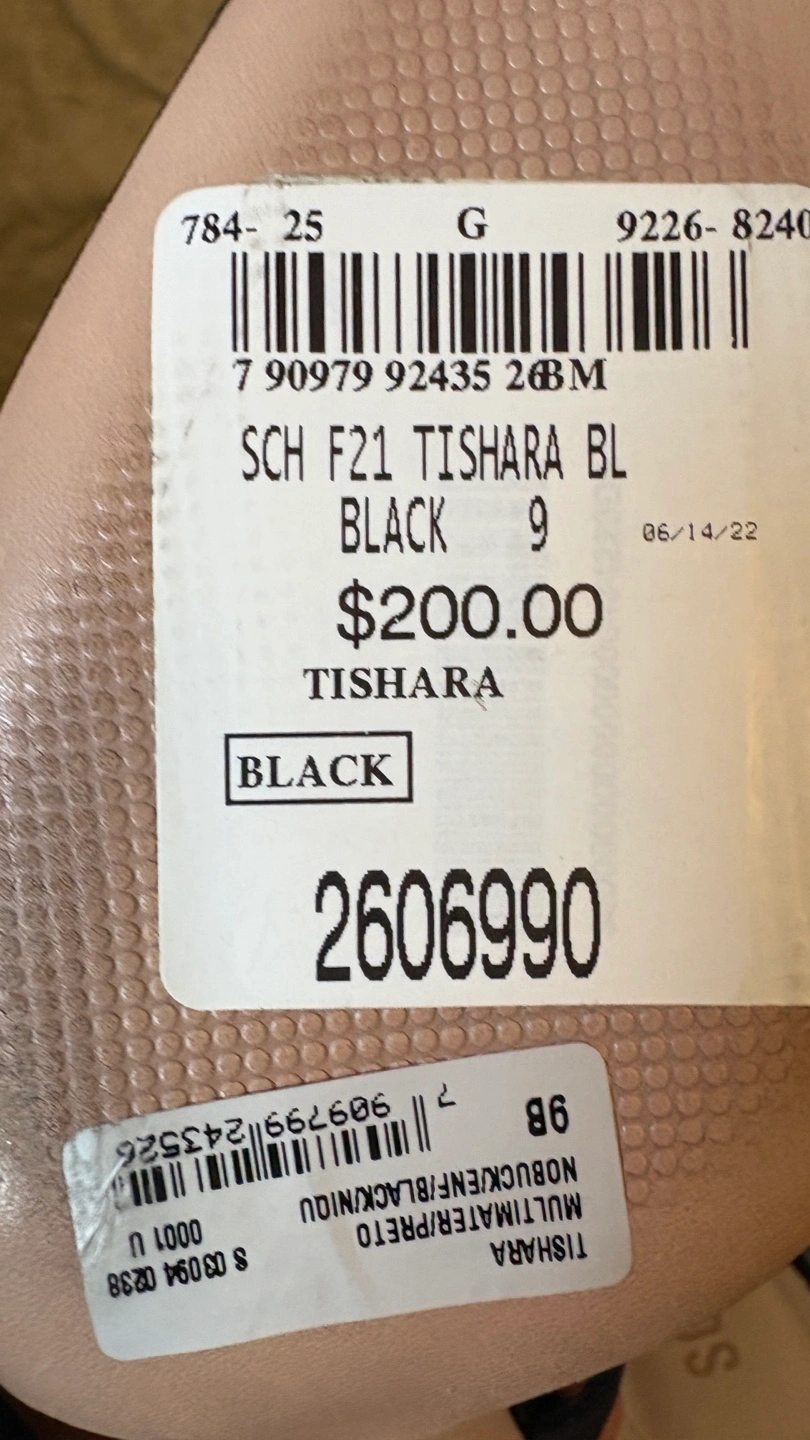 784- 25 G 9226- 8240
7 90979 92435 26BM
SCH F21 TISHARA BL
BLACK 9 06/14/22
$200.00
TISHARA
BLACK
2606990
TISHARA
MULTIMATER/PRETO
NOBUCK/ENF/BLACK/NIQU
9B
S 03094 0238
0001 U
7 909799 243526